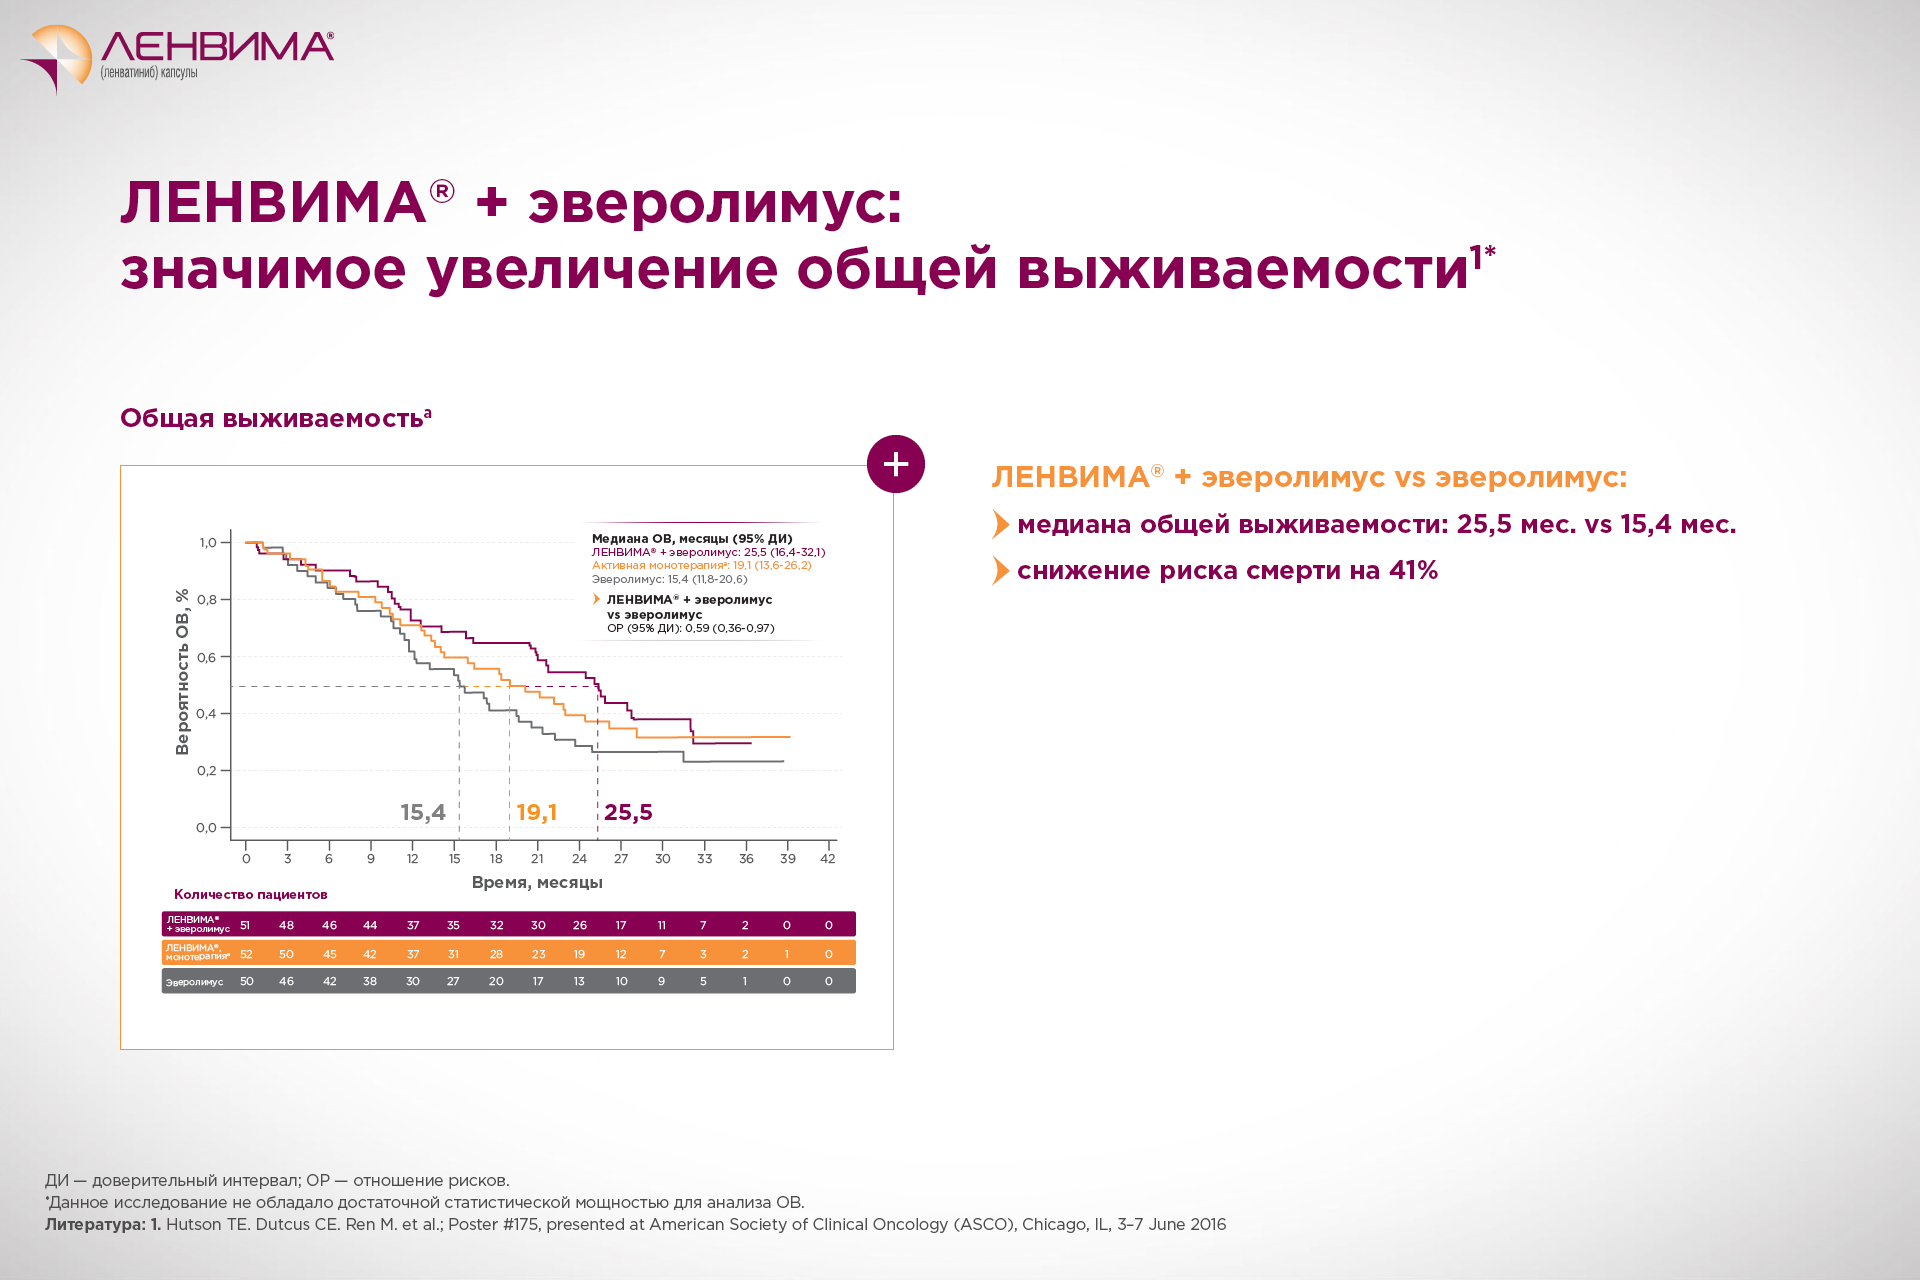 ЛЕНВИМА®
(ленватиниб) капсулы
ЛЕНВИМА® + эверолимус:
значимое увеличение общей выживаемости¹*
Общая выживаемостьª
+
Вероятность ОВ, %
1,0
0,8
0,6
0,4
0,2
0,0
Медиана ОВ, месяцы (95% ДИ)
ЛЕНВИМА® + эверолимус: 25,5 (16,4-32,1)
Активная монотерапияª: 19,1 (13,6-26,2)
Эверолимус: 15,4 (11,8-20,6)
ЛЕНВИМА® + эверолимус
vs эверолимус
ОР (95% ДИ): 0,59 (0,36-0,97)
15,4 19,1 25,5
0 3 6 9 12 15 18 21 24 27 30 33 36 39 42
Время, месяцы
Количество пациентов
ЛЕНВИМА®
+ эверолимус 51 48 46 44 37 35 32 30 26 17 11 7 2 0 0
ЛЕНВИМА®,
монотерапияª 52 50 45 42 37 31 28 23 19 12 7 3 2 1 0
Эверолимус 50 46 42 38 30 27 20 17 13 10 9 5 1 0 0
ЛЕНВИМА® + эверолимус vs эверолимус:
медиана общей выживаемости: 25,5 мес. vs 15,4 мес.
снижение риска смерти на 41%
ДИ — доверительный интервал; ОР — отношение рисков.
*Данное исследование не обладало достаточной статистической мощностью для анализа ОВ.
Литература: 1. Hutson TE. Dutcus CE. Ren M. et al.; Poster #175, presented at American Society of Clinical Oncology (ASCO), Chicago, IL, 3–7 June 2016